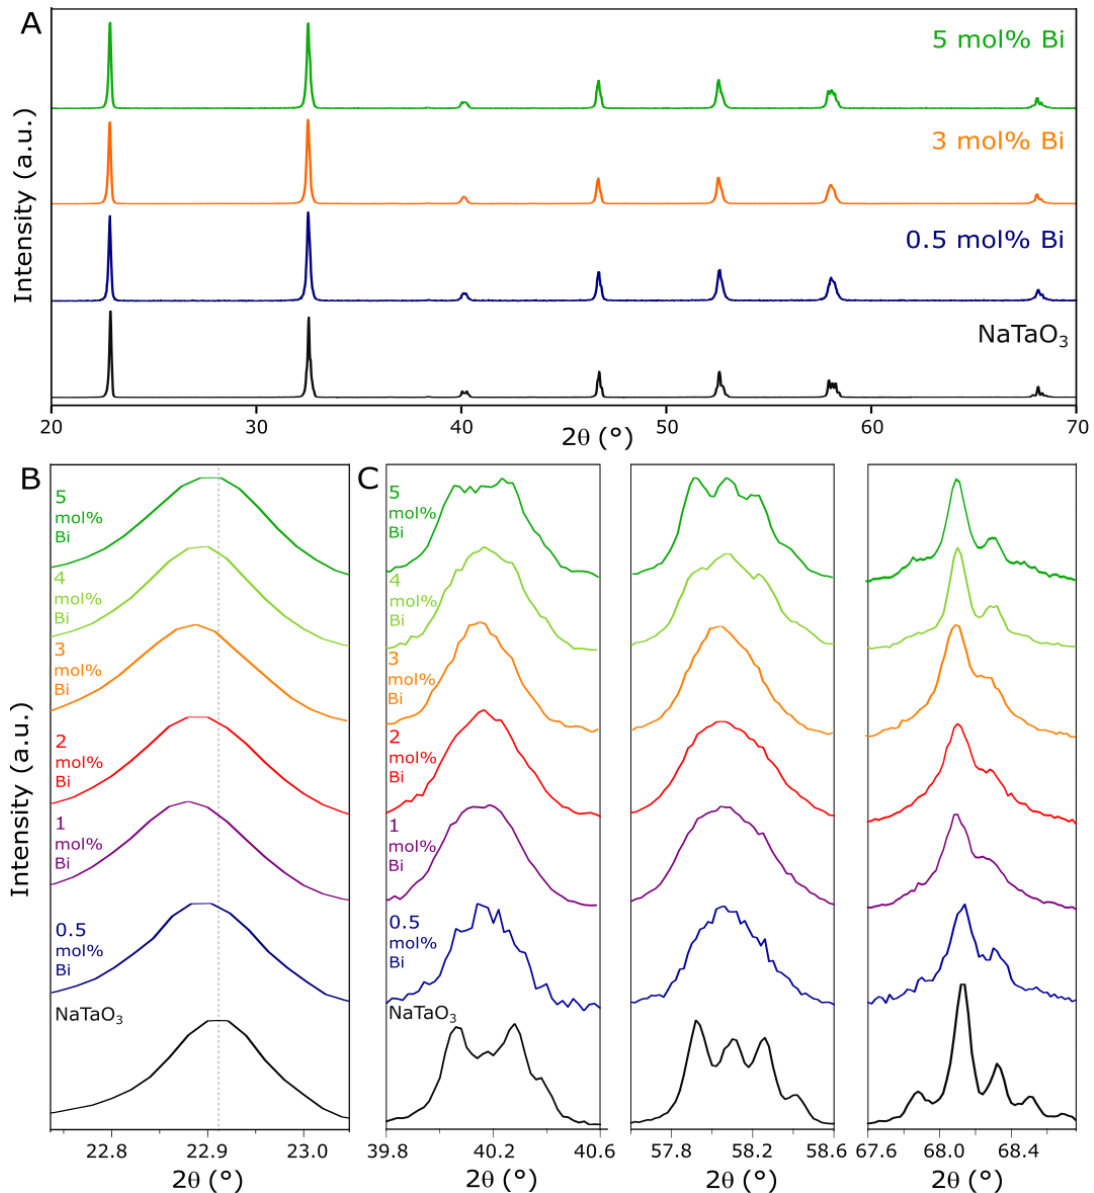 A
5 mol% Bi
3 mol% Bi
0.5 mol% Bi
NaTaO₃
Intensity (a.u.)
20 30 40 50 60 70
2θ (°)
B
5
mol%
Bi
4
mol%
Bi
3
mol%
Bi
2
mol%
Bi
1
mol%
Bi
0.5
mol%
Bi
NaTaO₃
Intensity (a.u.)
22.8 22.9 23.0
2θ (°)
C
5
mol%
Bi
4
mol%
Bi
3
mol%
Bi
2
mol%
Bi
1
mol%
Bi
0.5
mol%
Bi
NaTaO₃
39.8 40.2 40.6
2θ (°)
57.8 58.2 58.6
2θ (°)
67.6 68.0 68.4
2θ (°)